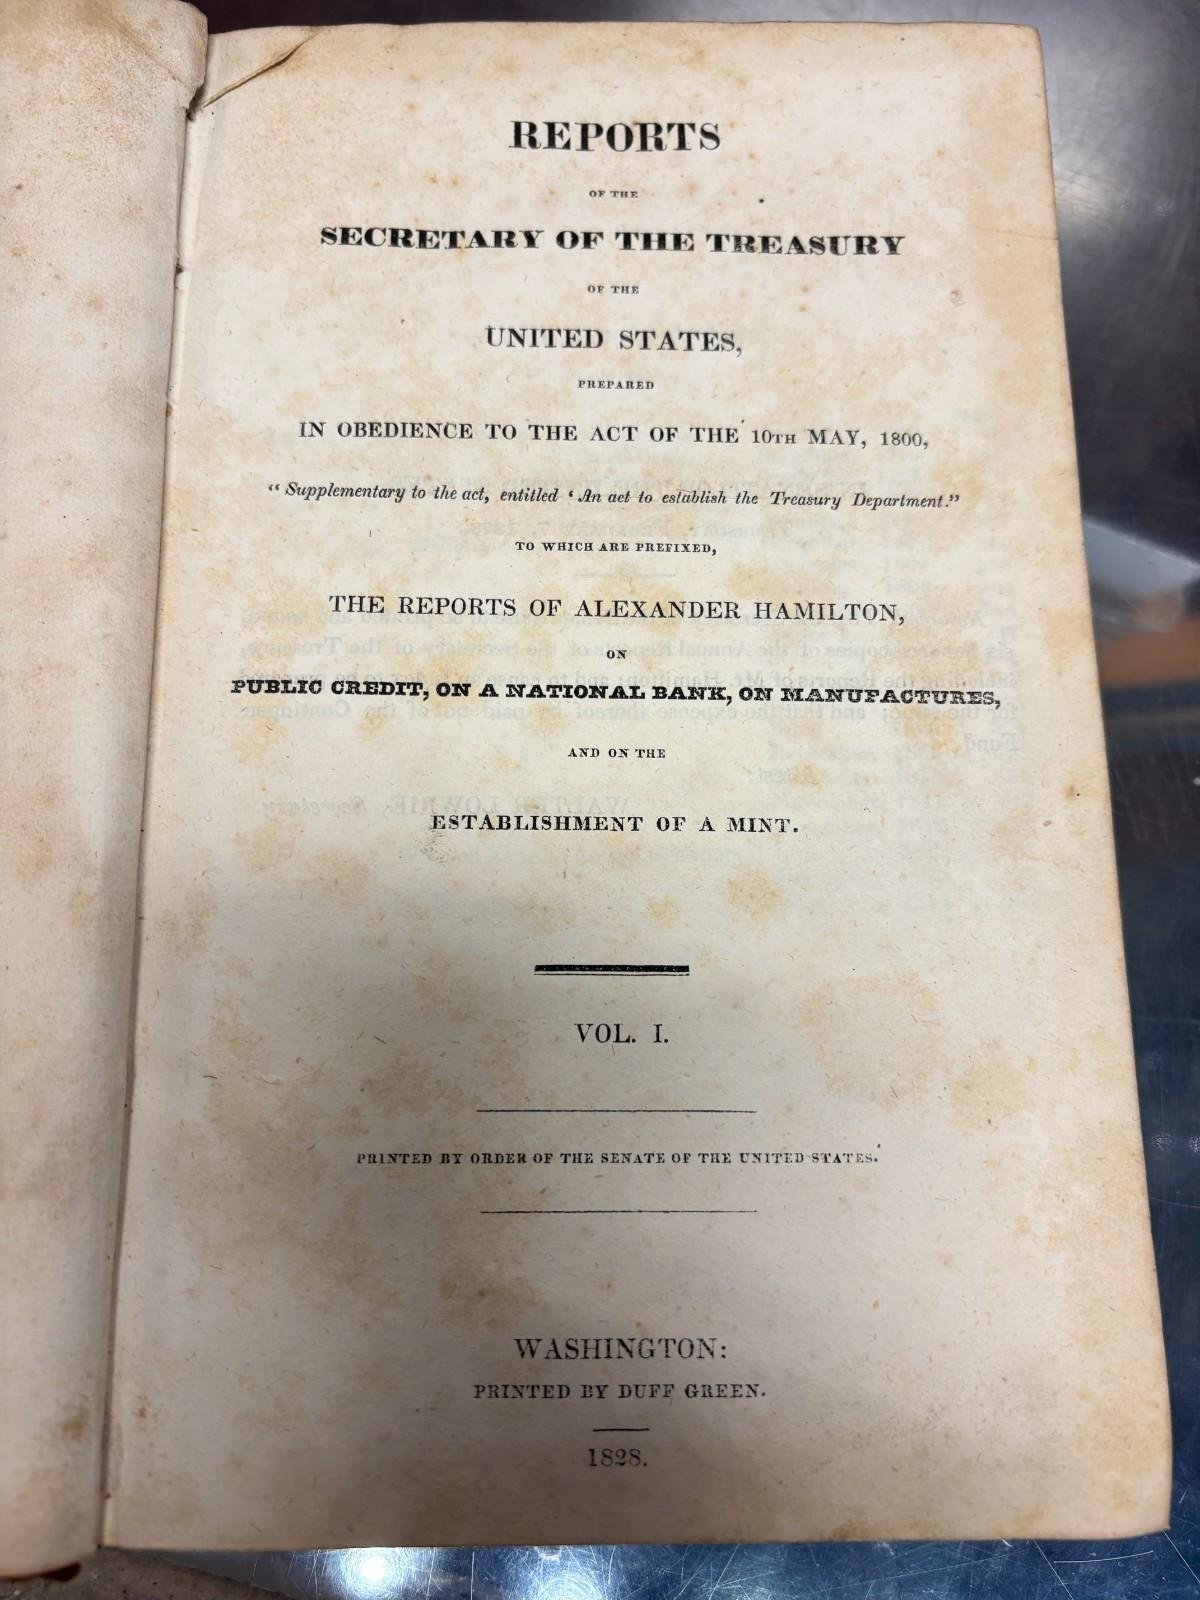 REPORTS
OF THE
SECRETARY OF THE TREASURY
OF THE
UNITED STATES,
PREPARED
IN OBEDIENCE TO THE ACT OF THE 10TH MAY, 1800,
"Supplementary to the act, entitled 'An act to establish the Treasury Department."
TO WHICH ARE PREFIXED,
THE REPORTS OF ALEXANDER HAMILTON,
ON
PUBLIC CREDIT, ON A NATIONAL BANK, ON MANUFACTURES,
AND ON THE
ESTABLISHMENT OF A MINT.
VOL. I.
PRINTED BY ORDER OF THE SENATE OF THE UNITED STATES.
WASHINGTON:
PRINTED BY DUFF GREEN.
1828.